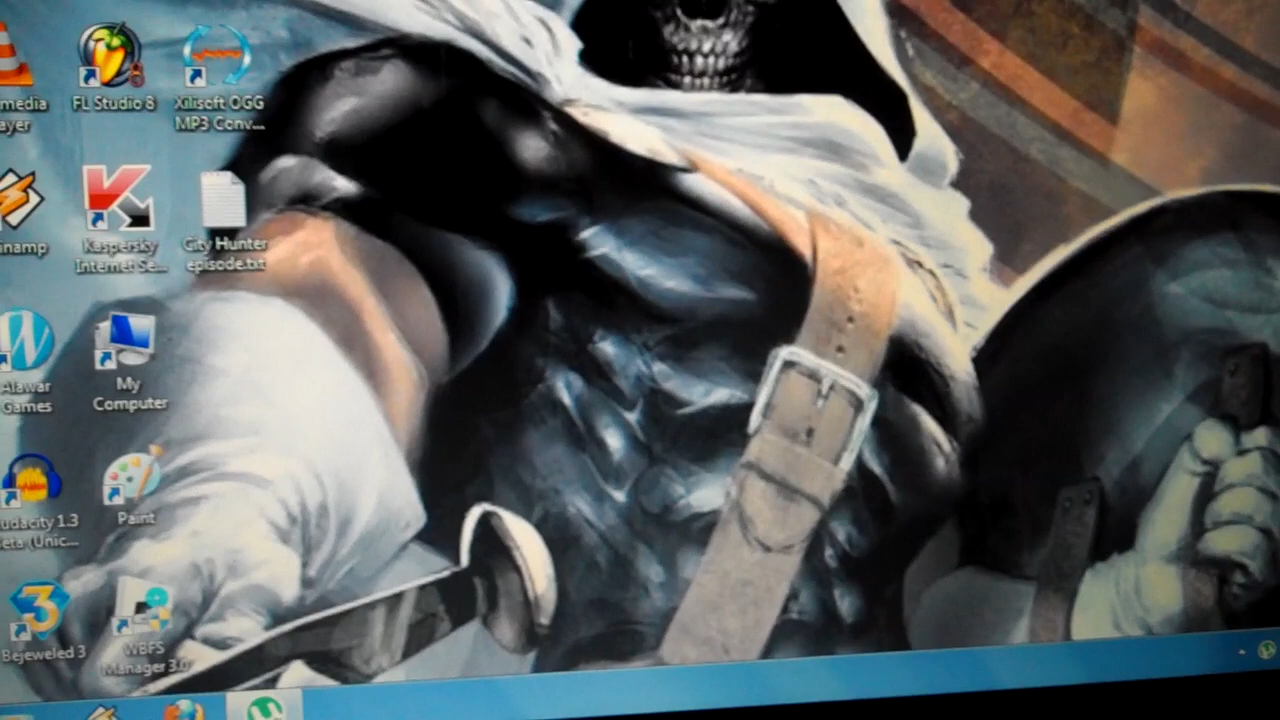 media
ayer
FL Studio 8
Xilisoft OGG
MP3 Conv...
inamp
Kaspersky
Internet Se...
City Hunter
episode.txt
Alawar
Games
My
Computer
udacity 1.3
eta (Unic...
Paint
3
Bejeweled 3
WBFS
Manager 3.0